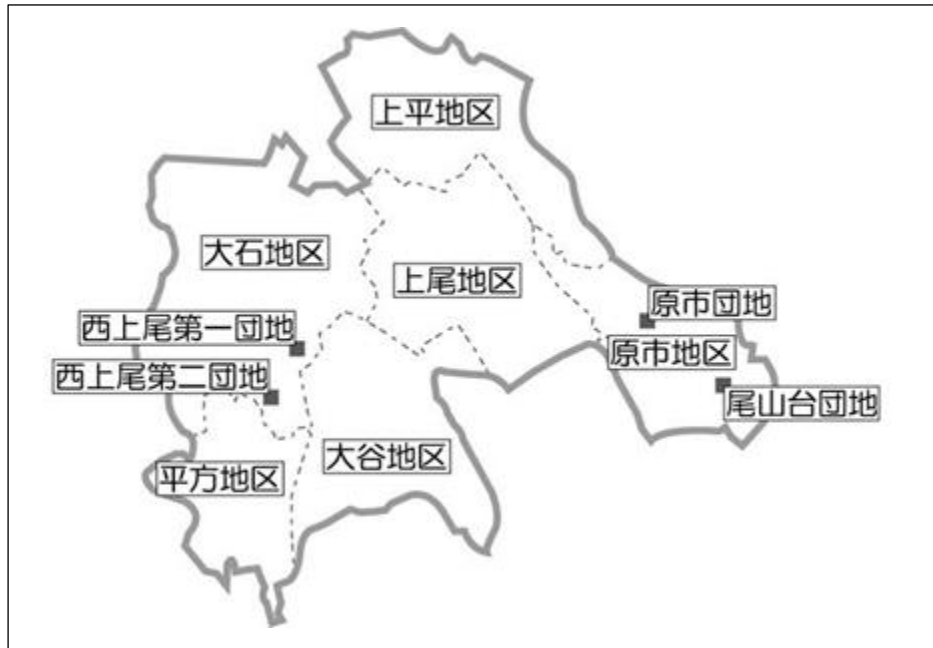 上平地区
大石地区
上尾地区
原市団地
西上尾第一団地
原市地区
西上尾第二団地
尾山台団地
大谷地区
平方地区